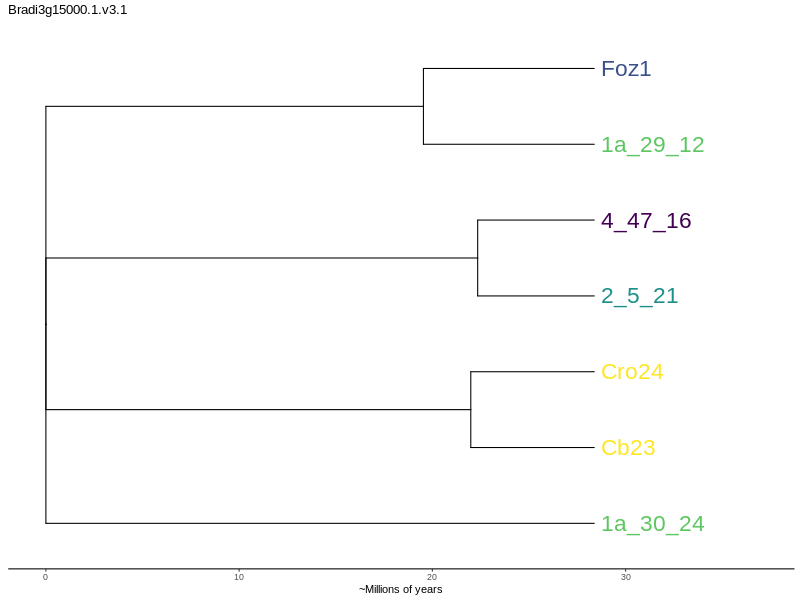 Bradi3g15000.1.v3.1
Foz1
1a_29_12
4_47_16
2_5_21
Cro24
Cb23
1a_30_24
0 10 20 30
~Millions of years